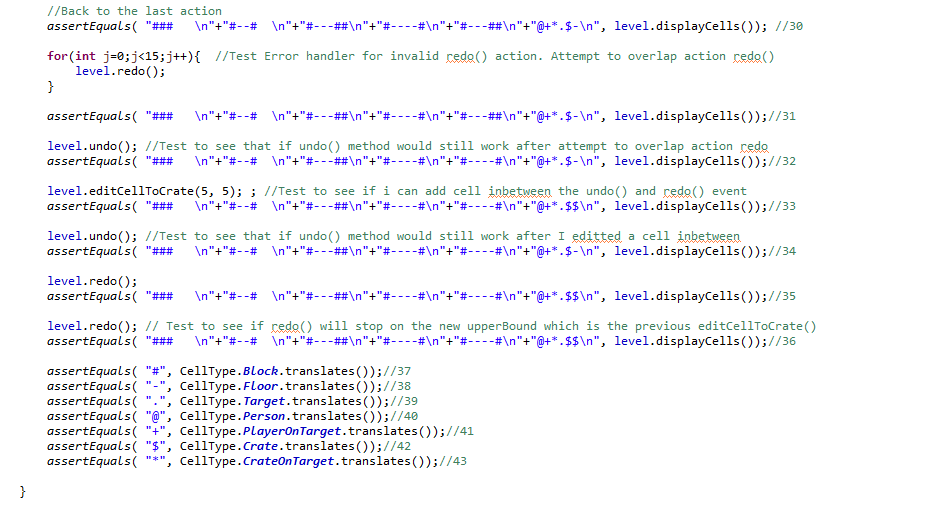 //Back to the last action
assertEquals( "###   \n"+"#--#  \n"+"#---##\n"+"#----#\n"+"#---##\n"+"@+*.$-\n", level.displayCells()); //30
for(int j=0;j<15;j++){  //Test Error handler for invalid redo() action. Attempt to overlap action redo()
level.redo();
}
assertEquals( "###   \n"+"#--#  \n"+"#---##\n"+"#----#\n"+"#---##\n"+"@+*.$-\n", level.displayCells());//31
level.undo(); //Test to see that if undo() method would still work after attempt to overlap action redo
assertEquals( "###   \n"+"#--#  \n"+"#---##\n"+"#----#\n"+"#----#\n"+"@+*.$-\n", level.displayCells());//32
level.editCellToCrate(5, 5); ; //Test to see if i can add cell inbetween the undo() and redo() event
assertEquals( "###   \n"+"#--#  \n"+"#---##\n"+"#----#\n"+"#----#\n"+"@+*.$$\n", level.displayCells());//33
level.undo(); //Test to see that if undo() method would still work after I editted a cell inbetween
assertEquals( "###   \n"+"#--#  \n"+"#---##\n"+"#----#\n"+"#----#\n"+"@+*.$-\n", level.displayCells());//34
level.redo();
assertEquals( "###   \n"+"#--#  \n"+"#---##\n"+"#----#\n"+"#----#\n"+"@+*.$$\n", level.displayCells());//35
level.redo(); // Test to see if redo() will stop on the new upperBound which is the previous editCellToCrate()
assertEquals( "###   \n"+"#--#  \n"+"#---##\n"+"#----#\n"+"#----#\n"+"@+*.$$\n", level.displayCells());//36
assertEquals( "#", CellType.Block.translates());//37
assertEquals( "-", CellType.Floor.translates());//38
assertEquals( ".", CellType.Target.translates());//39
assertEquals( "@", CellType.Person.translates());//40
assertEquals( "+", CellType.PlayerOnTarget.translates());//41
assertEquals( "$", CellType.Crate.translates());//42
assertEquals( "*", CellType.CrateOnTarget.translates());//43
}